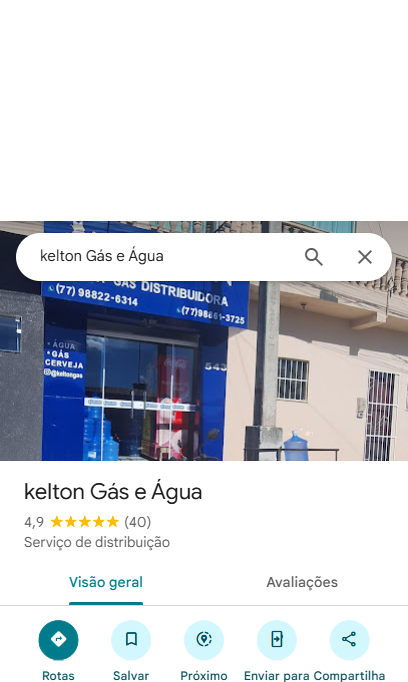 kelton Gás e Água
GÁS DISTRIBUIDORA
(77) 98822-6314
(77)98861-3725
• ÁGUA
• GÁS
CERVEJA
@keltongas
543
kelton Gás e Água
4,9 ★★★★★ (40)
Serviço de distribuição
Visão geral
Avaliações
Rotas
Salvar
Próximo
Enviar para
Compartilha